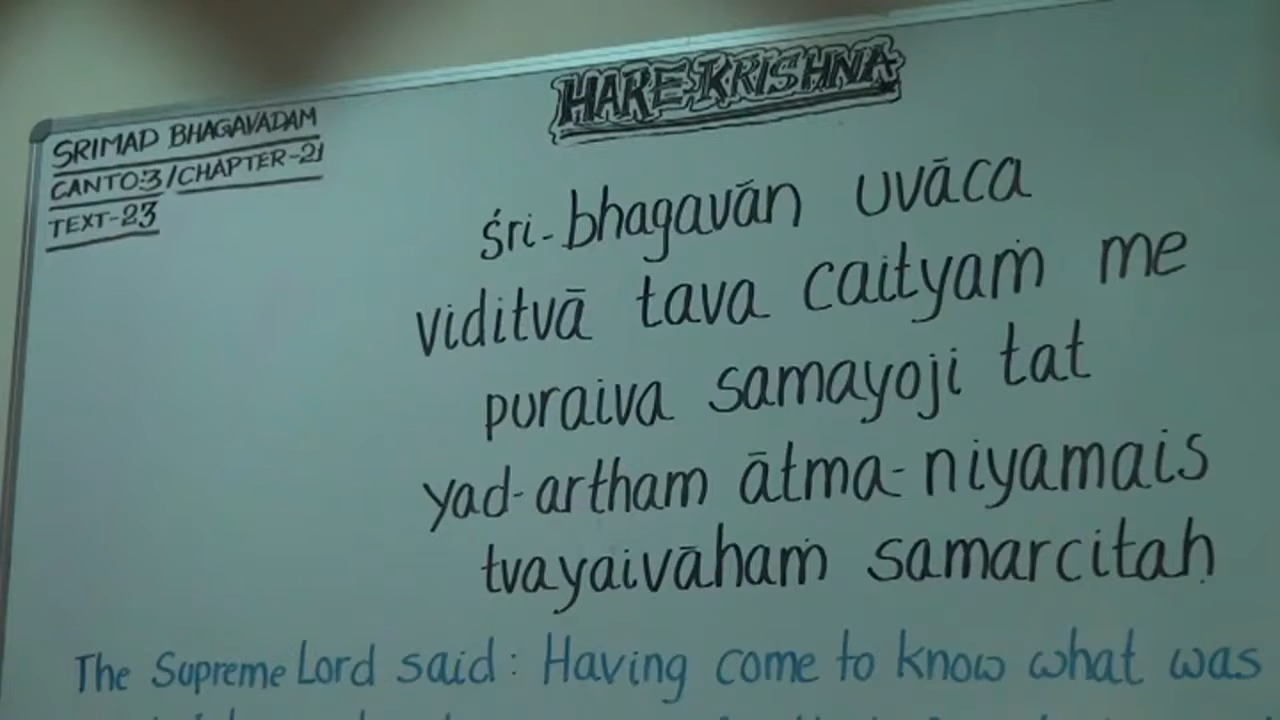 HARE KRISHNA
SRIMAD BHAGAVADAM
CANTO:3/CHAPTER-21
TEXT-23
śri-bhagavān uvāca
viditvā tava caityaṁ me
puraiva samayoji tat
yad-artham ātma-niyamais
tvayaivāhaṁ samarcitaḥ
The Supreme Lord said: Having come to know what was